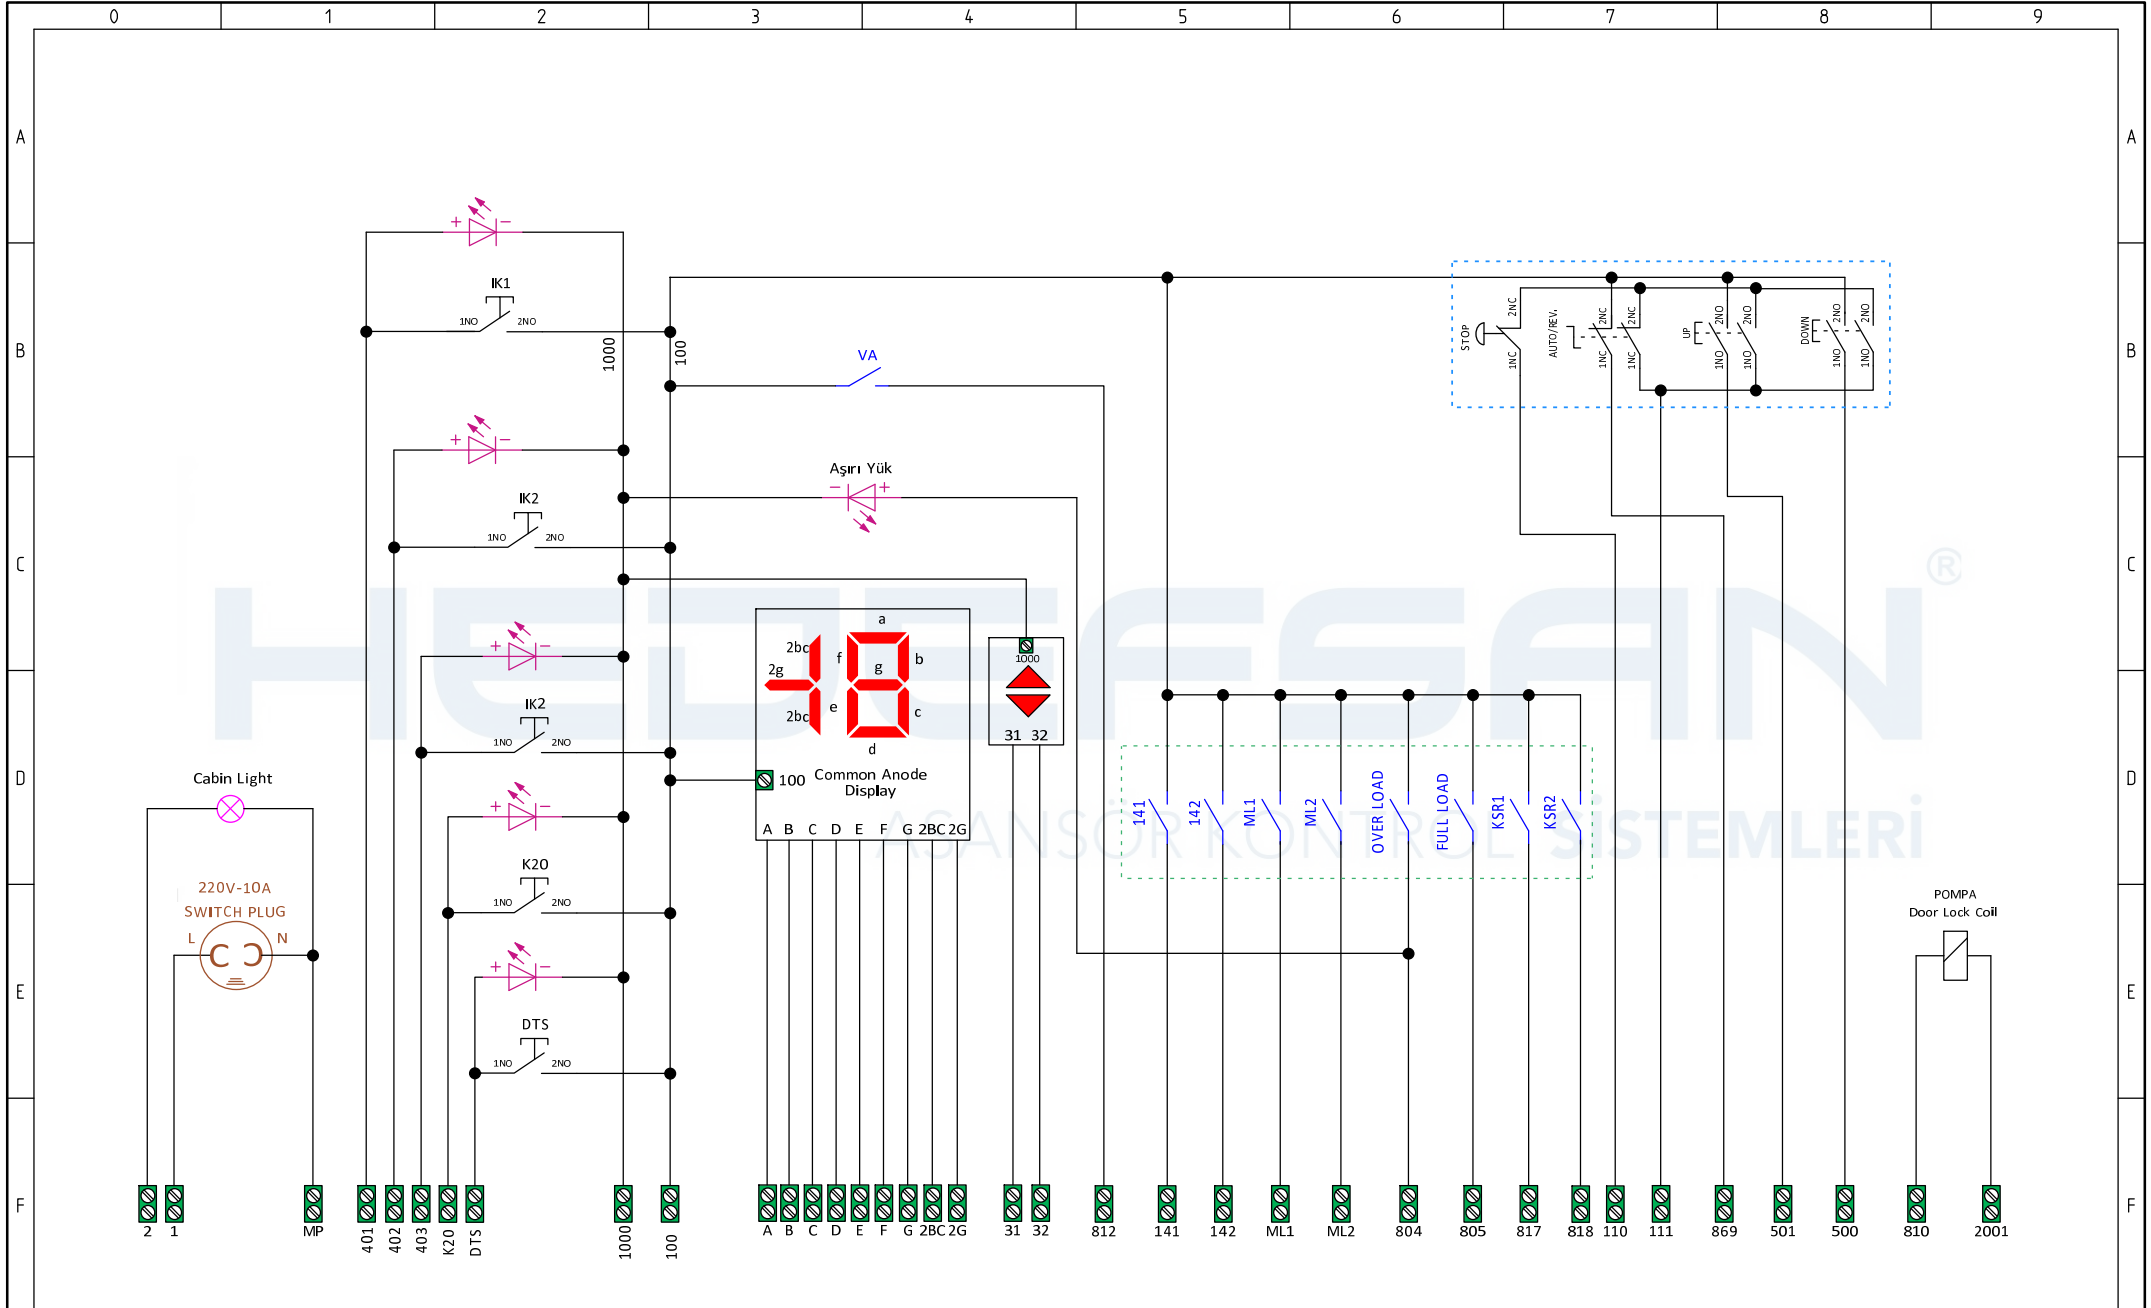 0 1 2 3 4 5 6 7 8 9
A A
B B
C C
D D
E E
F F
+ -
IK1
1NO 2NO
1000
100
+ -
IK2
1NO 2NO
+ -
IK2
1NO 2NO
+ -
K20
1NO 2NO
+ -
DTS
1NO 2NO
VA
Aşırı Yük
- +
STOP
2NC
1NC
AUTO/REV.
2NC
2NC
1NC
1NC
UP
2NO
2NO
1NO
1NO
DOWN
2NO
2NO
1NO
1NO
HEDEFSAN®
ASANSÖR KONTROL SİSTEMLERİ
a
2bc
f
b
2g
g
2bc
e
c
d
100
Common Anode
Display
A B C D E F G 2BC 2G
1000
31 32
Cabin Light
220V-10A
SWITCH PLUG
L N
141
142
ML1
ML2
OVER LOAD
FULL LOAD
KSR1
KSR2
POMPA
Door Lock Coil
2 1 MP 401 402 403 K20 DTS 1000 100 A B C D E F G 2BC 2G 31 32 812 141 142 ML1 ML2 804 805 817 818 110 111 869 501 500 810 2001